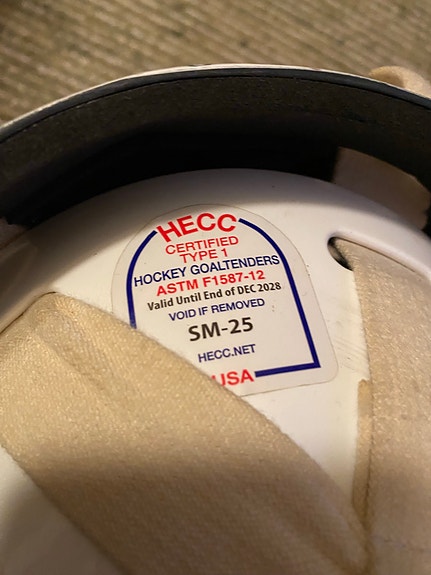 HECC
CERTIFIED
TYPE 1
HOCKEY GOALTENDERS
ASTM F1587-12
Valid Until End of DEC 2028
VOID IF REMOVED
SM-25
HECC.NET
USA